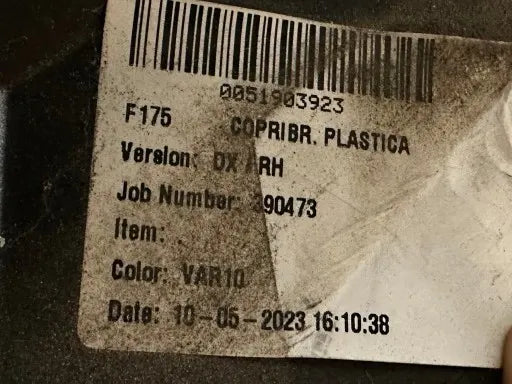 0051903923
F175 COPRIBR. PLASTICA
Version: DX / RH
Job Number: 390473
Item:
Color: VAR10
Date: 10-05-2023 16:10:38